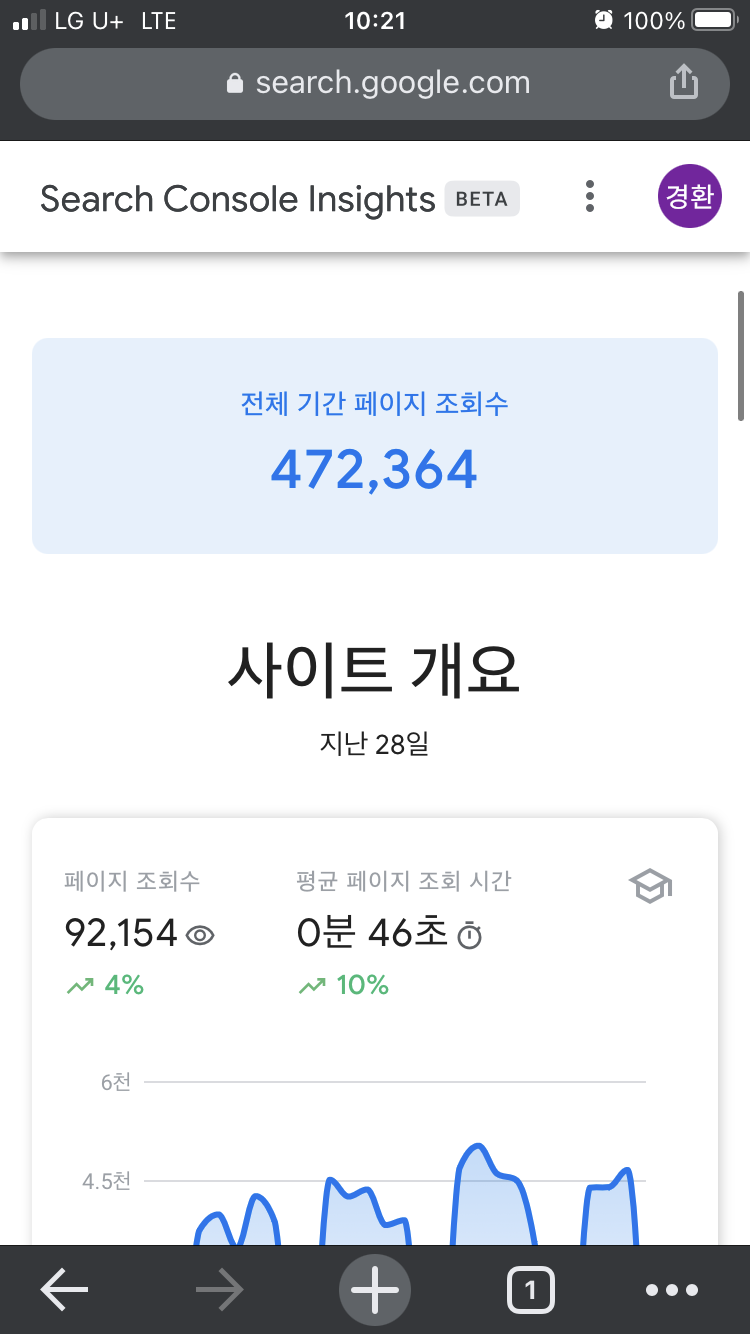 LG U+ LTE 10:21 100%
search.google.com
Search Console Insights BETA 경환
전체 기간 페이지 조회수
472,364
사이트 개요
지난 28일
페이지 조회수 평균 페이지 조회 시간
92,154 0분 46초
4% 10%
6천
4.5천
1